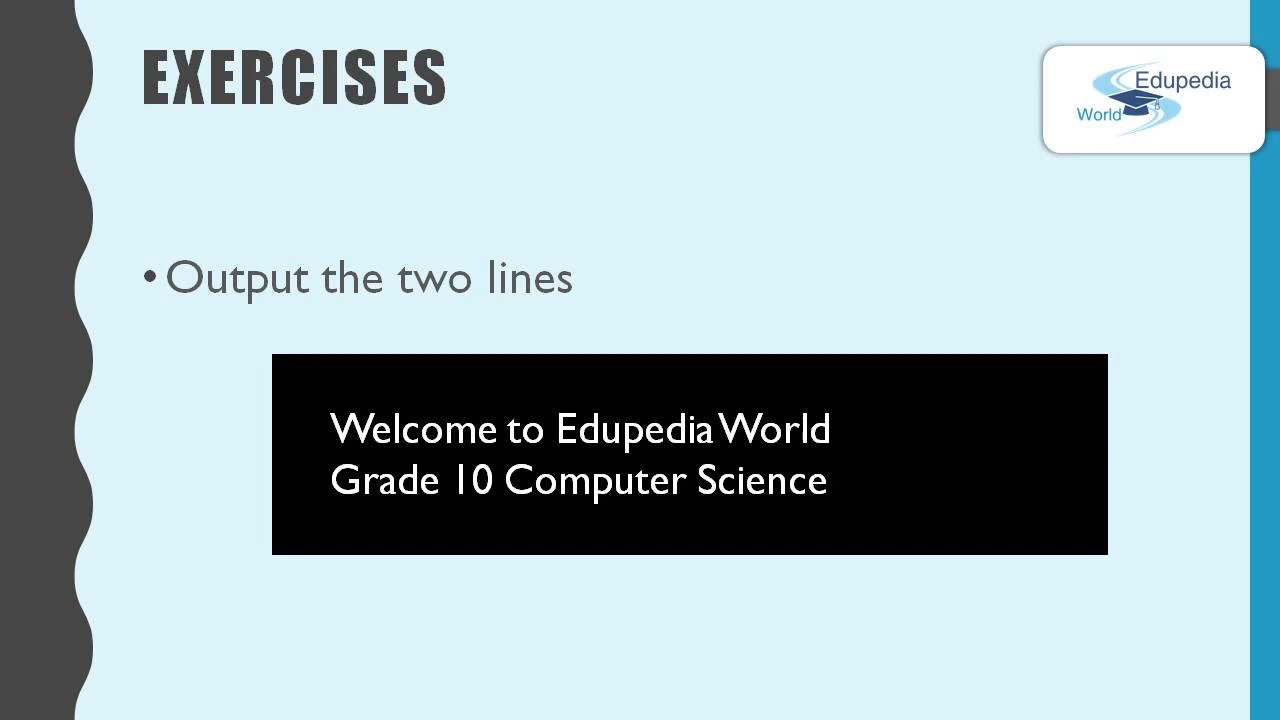 EXERCISES
Edupedia
World
• Output the two lines
Welcome to Edupedia World
Grade 10 Computer Science